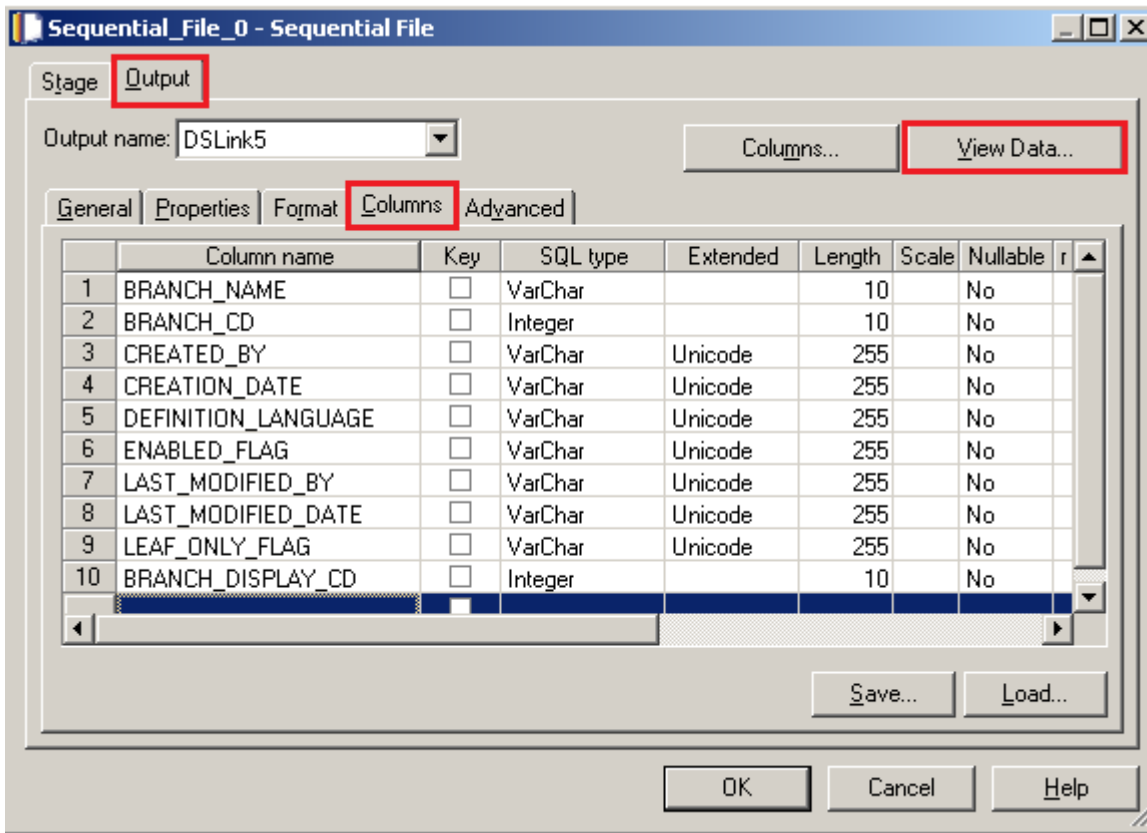 Sequential_File_0 - Sequential File
Stage Output
Output name: DSLink5 Columns... View Data...
General Properties Format Columns Advanced
Column name Key SQL type Extended Length Scale Nullable r
1 BRANCH_NAME VarChar 10 No
2 BRANCH_CD Integer 10 No
3 CREATED_BY VarChar Unicode 255 No
4 CREATION_DATE VarChar Unicode 255 No
5 DEFINITION_LANGUAGE VarChar Unicode 255 No
6 ENABLED_FLAG VarChar Unicode 255 No
7 LAST_MODIFIED_BY VarChar Unicode 255 No
8 LAST_MODIFIED_DATE VarChar Unicode 255 No
9 LEAF_ONLY_FLAG VarChar Unicode 255 No
10 BRANCH_DISPLAY_CD Integer 10 No
Save... Load...
OK Cancel Help